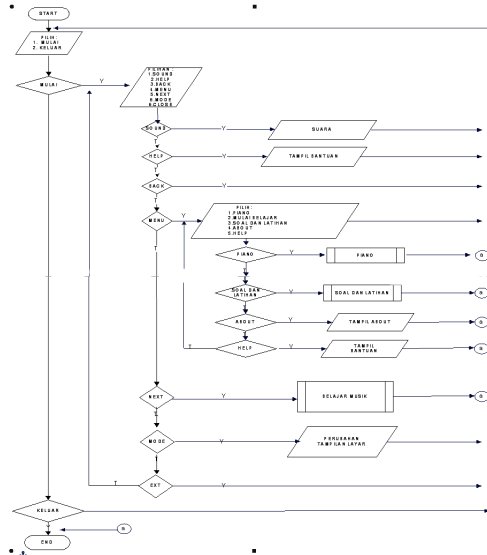 START
PILIH :
1. MULAI
2. KELUAR
MULAI
Y
PILIHAN :
1.SOUND
2.HELP
3.BACK
4.MENU
5.NEXT
6.MODE
SOUND
Y
SUARA
T
HELP
Y
TAMPIL BANTUAN
T
BACK
Y
T
MENU
Y
PILIH :
1.PIANO
2.MULAI BELAJAR
3.SOAL DAN LATIHAN
4.ABOUT
5.HELP
T
PIANO
Y
PIANO
a
T
SOAL DAN
LATIHAN
Y
SOAL DAN LATIHAN
a
T
ABOUT
Y
TAMPIL ABOUT
a
T
HELP
Y
TAMPIL
BANTUAN
a
T
NEXT
Y
BELAJAR MUSIK
a
T
MODE
Y
PERUBAHAN
TAMPILAN LAYAR
T
EXT
Y
T
KELUAR
a
END